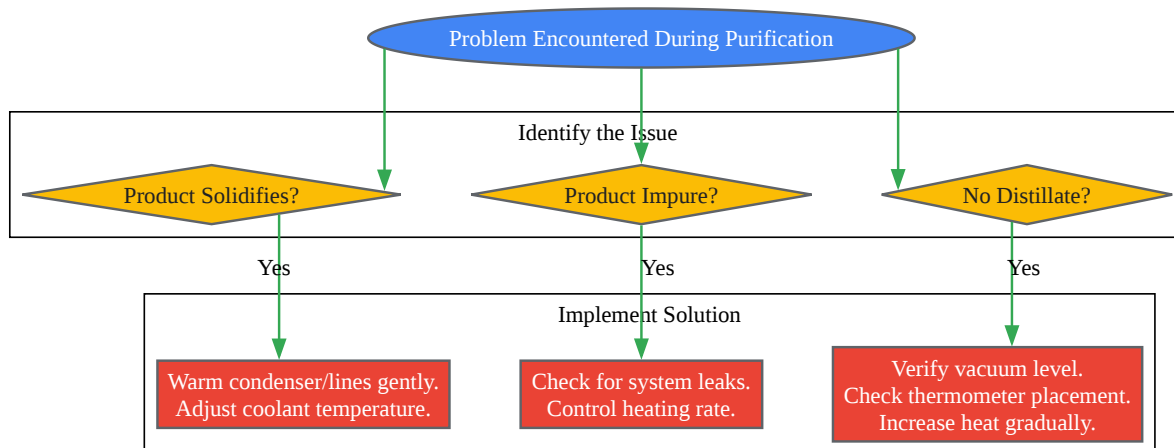 Problem Encountered During Purification
Identify the Issue
Product Solidifies?
Product Impure?
No Distillate?
Yes
Yes
Yes
Implement Solution
Warm condenser/lines gently.
Adjust coolant temperature.
Check for system leaks.
Control heating rate.
Verify vacuum level.
Check thermometer placement.
Increase heat gradually.